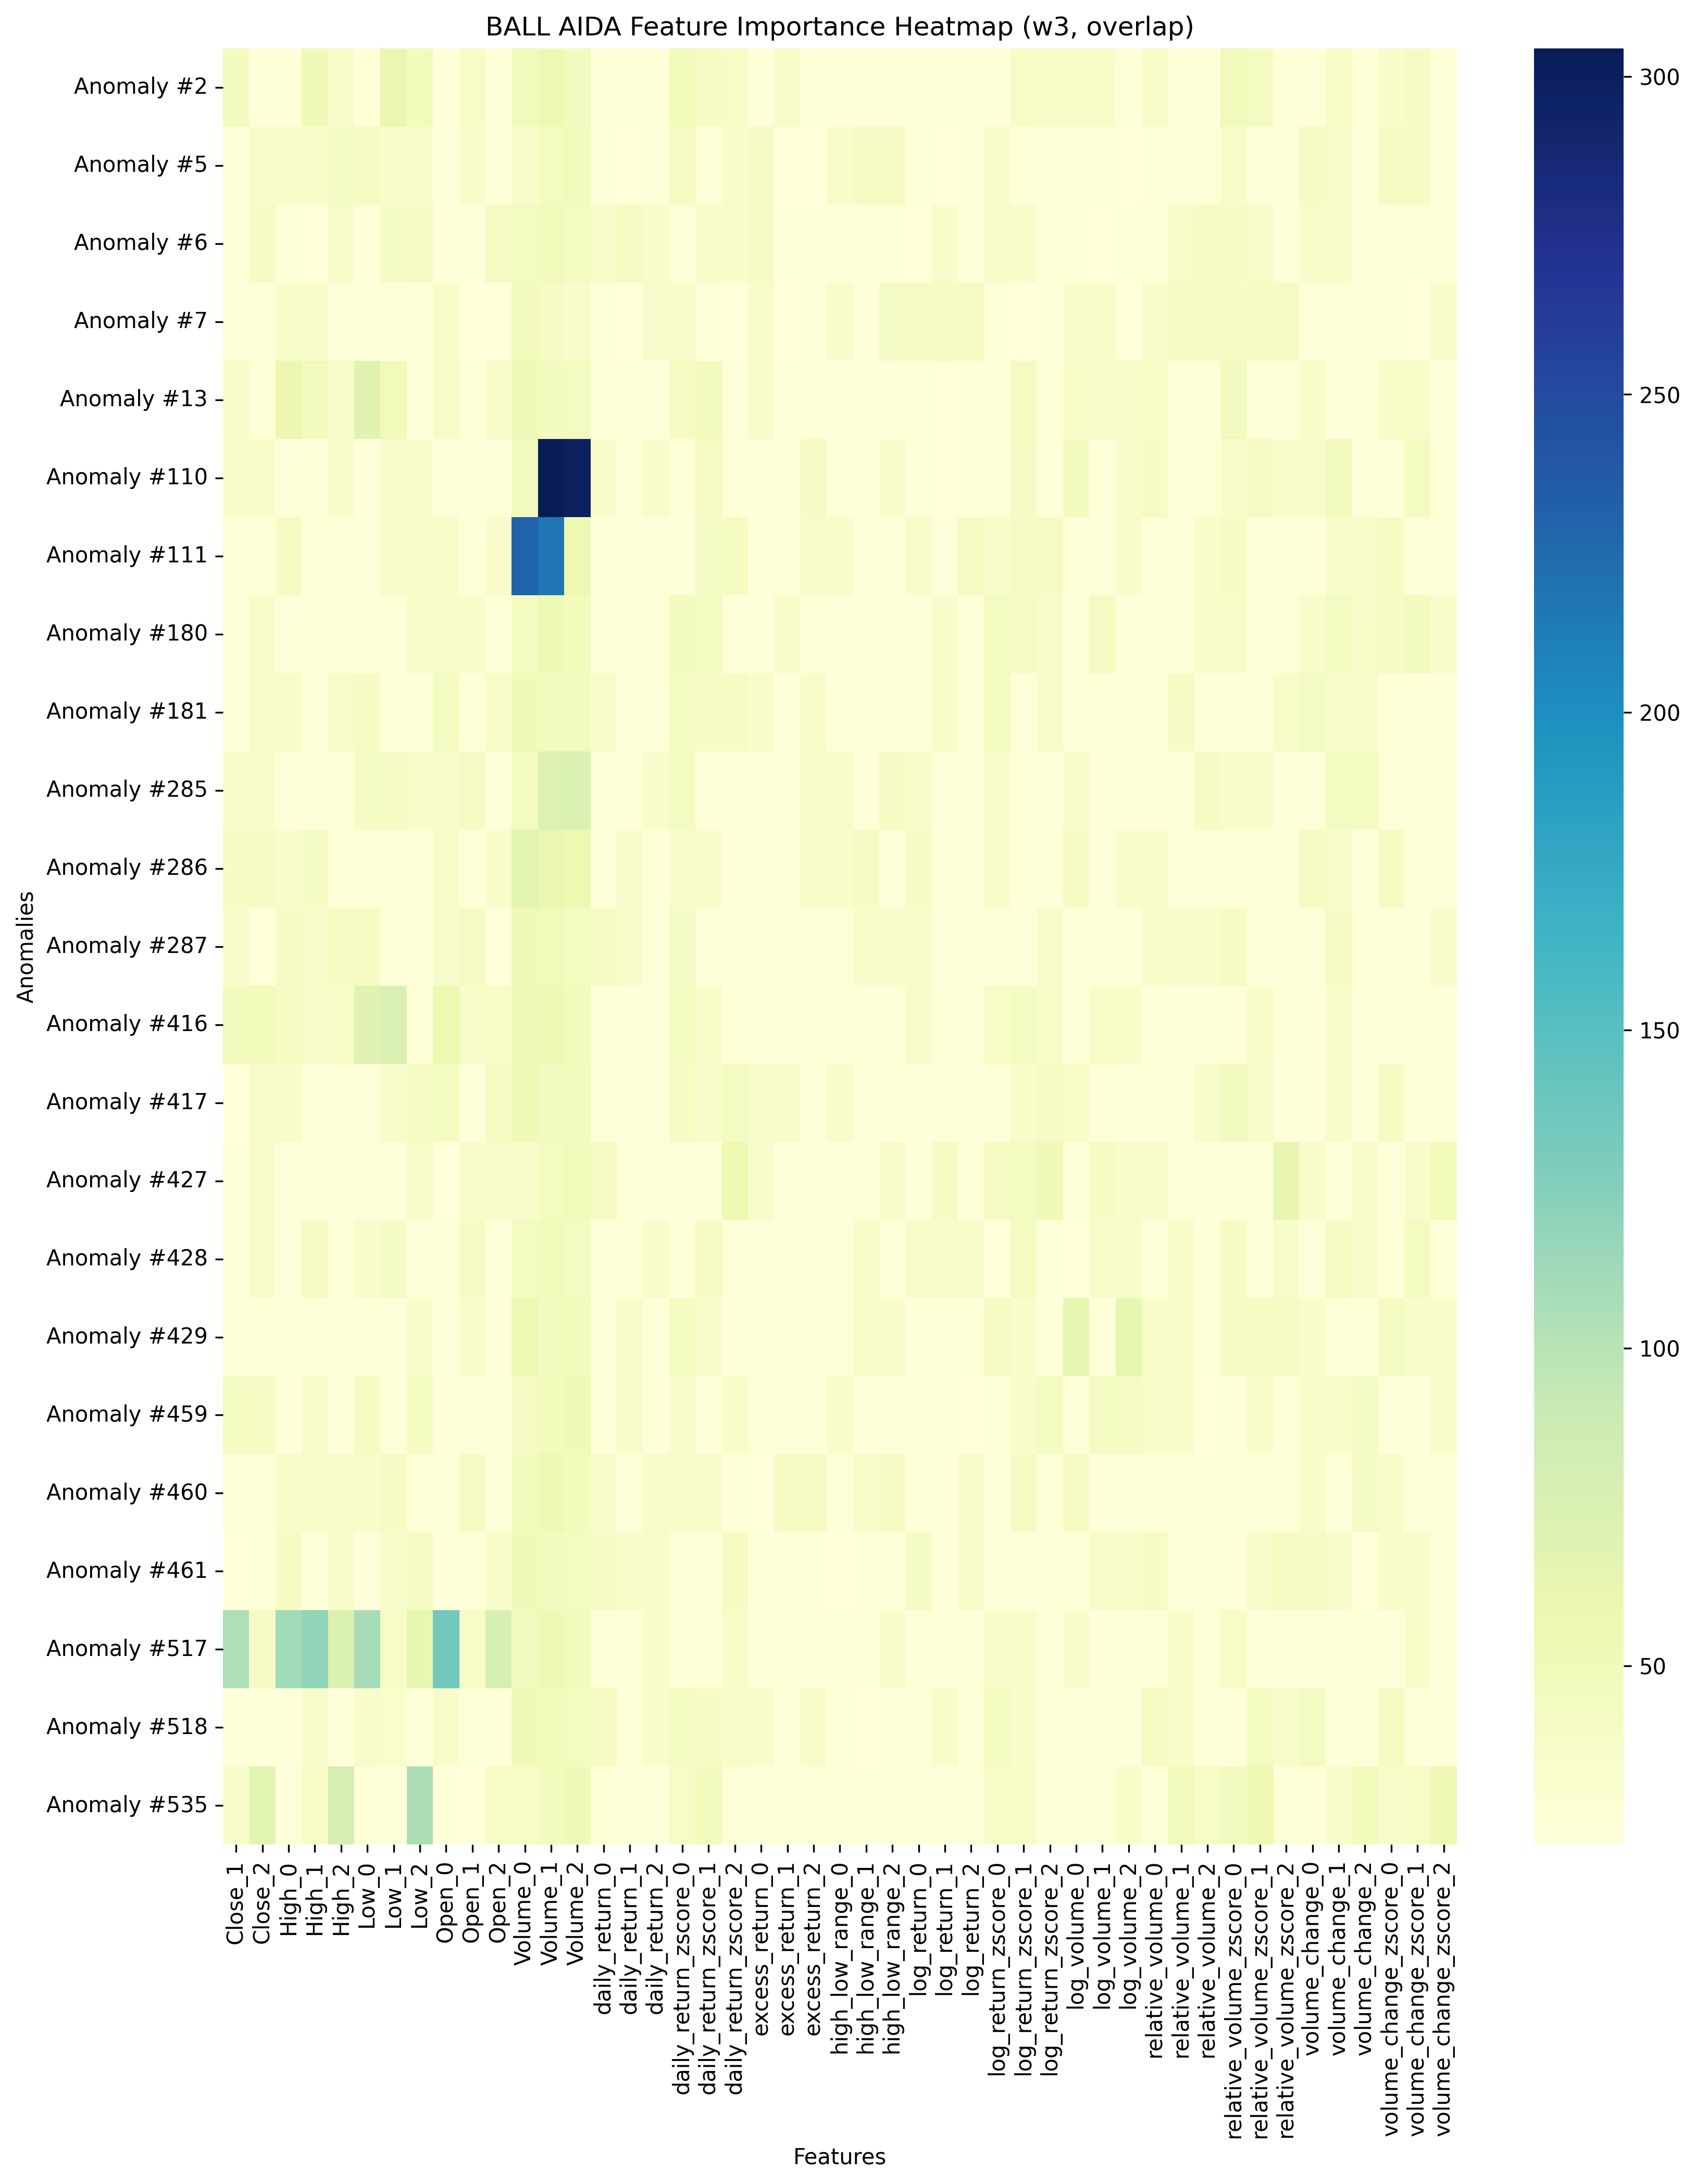 BALL AIDA Feature Importance Heatmap (w3, overlap)
Anomalies
Anomaly #2
Anomaly #5
Anomaly #6
Anomaly #7
Anomaly #13
Anomaly #110
Anomaly #111
Anomaly #180
Anomaly #181
Anomaly #285
Anomaly #286
Anomaly #287
Anomaly #416
Anomaly #417
Anomaly #427
Anomaly #428
Anomaly #429
Anomaly #459
Anomaly #460
Anomaly #461
Anomaly #517
Anomaly #518
Anomaly #535
Close_1
Close_2
High_0
High_1
High_2
Low_0
Low_1
Low_2
Open_0
Open_1
Open_2
Volume_0
Volume_1
Volume_2
daily_return_0
daily_return_1
daily_return_2
daily_return_zscore_0
daily_return_zscore_1
daily_return_zscore_2
excess_return_0
excess_return_1
excess_return_2
high_low_range_0
high_low_range_1
high_low_range_2
log_return_0
log_return_1
log_return_2
log_return_zscore_0
log_return_zscore_1
log_return_zscore_2
log_volume_0
log_volume_1
log_volume_2
relative_volume_0
relative_volume_1
relative_volume_2
relative_volume_zscore_0
relative_volume_zscore_1
relative_volume_zscore_2
volume_change_0
volume_change_1
volume_change_2
volume_change_zscore_0
volume_change_zscore_1
volume_change_zscore_2
Features
300
250
200
150
100
50